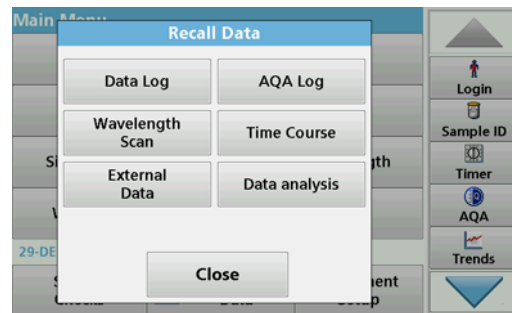 Main Menu
Recall Data
Data Log
AQA Log
Wavelength
Scan
Time Course
External
Data
Data analysis
Close
29-DE
Login
Sample ID
Timer
AQA
Trends